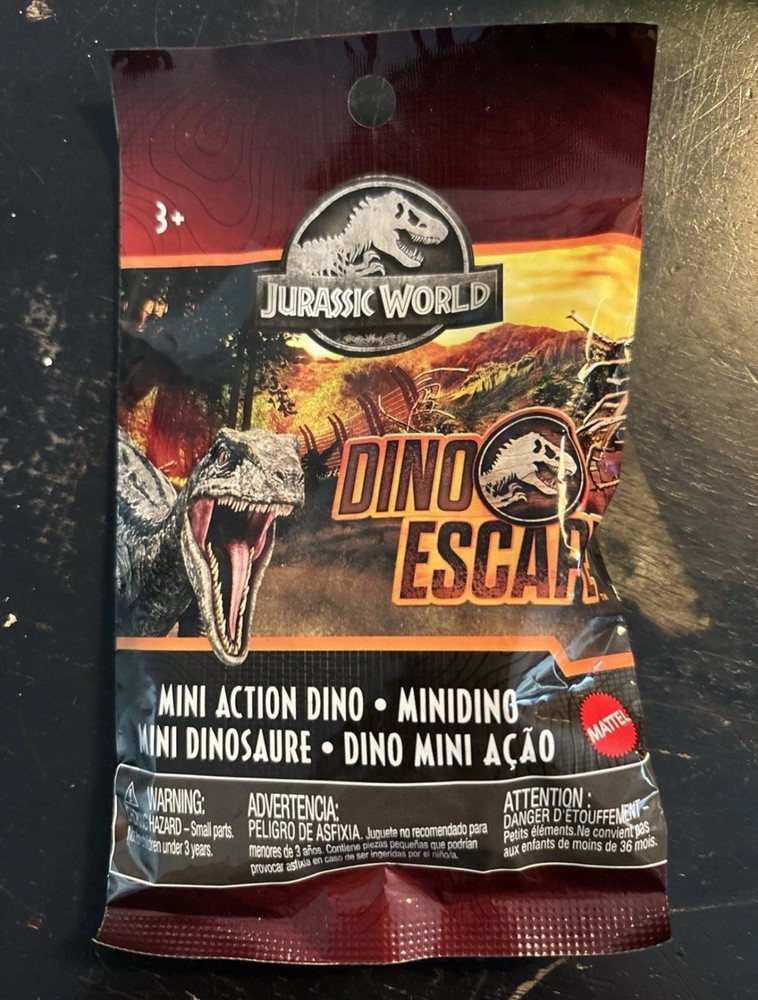 3+
JURASSIC WORLD
DINO
ESCAPE
MINI ACTION DINO • MINIDINO
MINI DINOSAURE • DINO MINI AÇÃO
MATTEL
WARNING:
HAZARD – Small parts.
under 3 years.
ADVERTENCIA:
PELIGRO DE ASFIXIA. Juguete no recomendado para
menores de 3 años. Contiene piezas pequeñas que podrían
provocar asfixia en caso de ser ingeridas por el niño/a.
ATTENTION :
DANGER D'ÉTOUFFEMENT –
Petits éléments. Ne convient pas
aux enfants de moins de 36 mois.